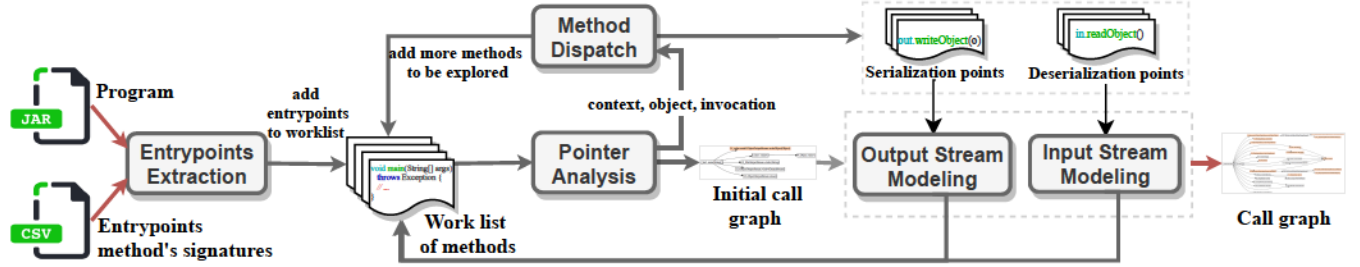 Method
Dispatch
out.writeObject(o)
in.readObject()
add more methods
to be explored
Serialization points
Deserialization points
Program
JAR
add
entrypoints
to worklist
context, object, invocation
Entrypoints
Extraction
void main(String[] args)
throws Exception {
// ...
}
Pointer
Analysis
Output Stream
Modeling
Input Stream
Modeling
Initial call
graph
Call graph
CSV
Entrypoints
method's signatures
Work list
of methods